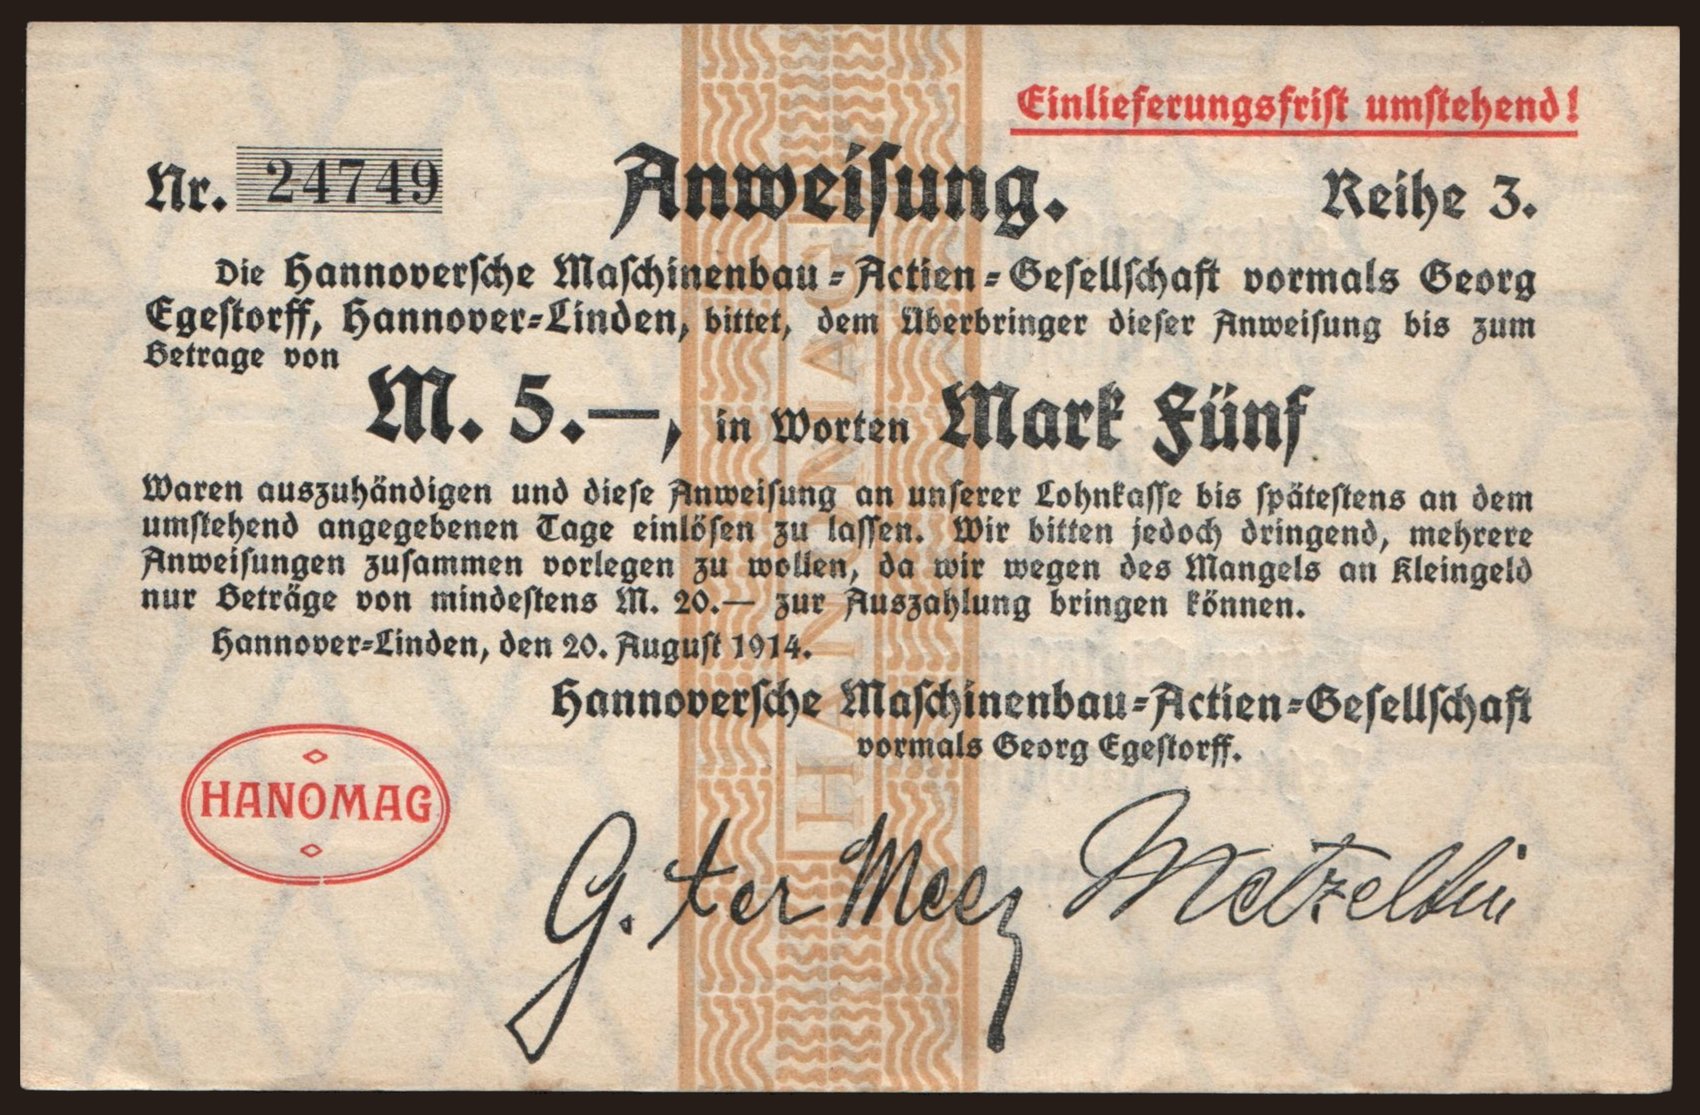 Einlieferungsfrist umstehend!
Nr. 24749 Anweisung. Reihe 3.
Die Hannoversche Maschinenbau-Actien-Gesellschaft vormals Georg
Egestorff, Hannover-Linden, bittet, dem Überbringer dieser Anweisung bis zum
Betrage von
M. 5.—, in Worten Mark Fünf
Waren auszuhändigen und diese Anweisung an unserer Lohnkasse bis spätestens an dem
umstehend angegebenen Tage einlösen zu lassen. Wir bitten jedoch dringend, mehrere
Anweisungen zusammen vorlegen zu wollen, da wir wegen des Mangels an Kleingeld
nur Beträge von mindestens M. 20.— zur Auszahlung bringen können.
Hannover-Linden, den 20. August 1914.
Hannoversche Maschinenbau-Actien-Gesellschaft
vormals Georg Egestorff.
HANOMAG
HANOMAG
G. ter Meer Metzeltin